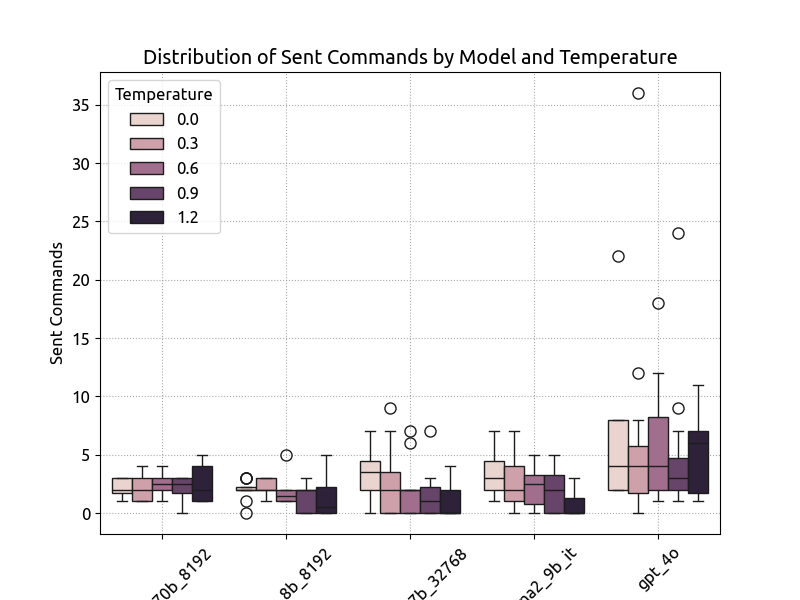 Distribution of Sent Commands by Model and Temperature
Temperature
0.0
0.3
0.6
0.9
1.2
Sent Commands
35
30
25
20
15
10
5
0
70b_8192
8b_8192
7b_32768
a2_9b_it
gpt_4o